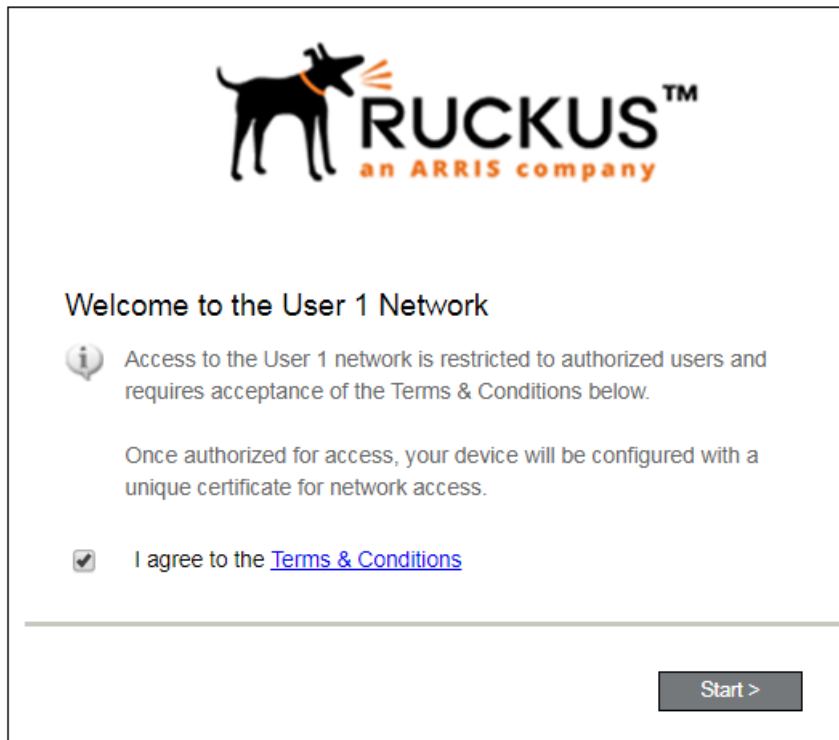 RUCKUS™
an ARRIS company
Welcome to the User 1 Network
Access to the User 1 network is restricted to authorized users and
requires acceptance of the Terms & Conditions below.
Once authorized for access, your device will be configured with a
unique certificate for network access.
I agree to the Terms & Conditions
Start >